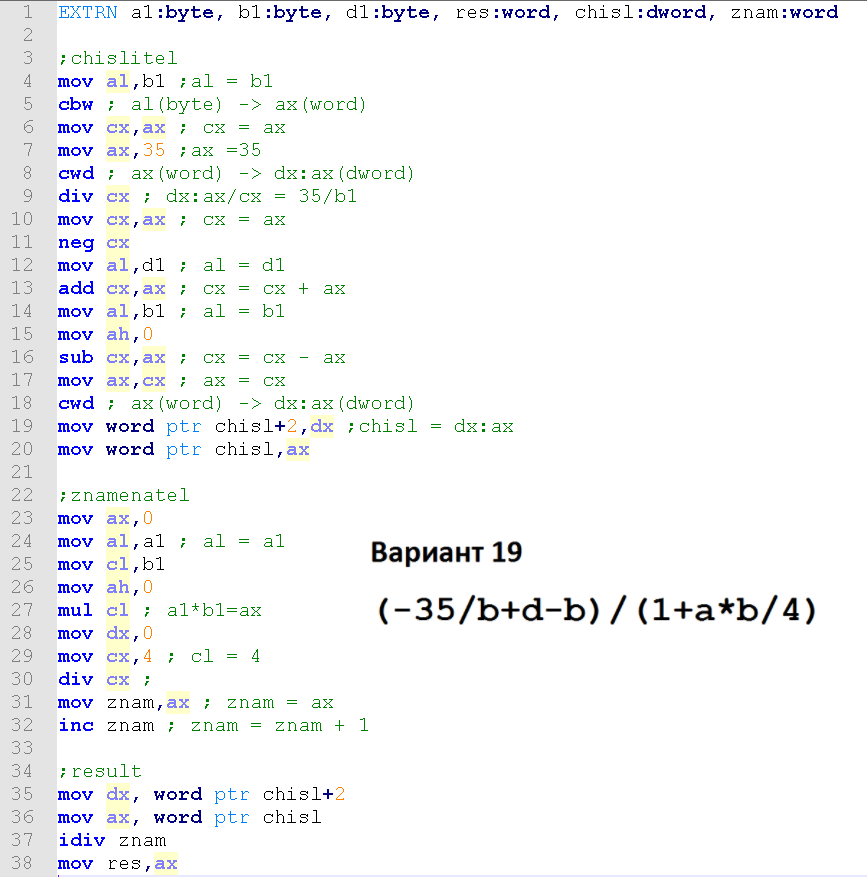 1 EXTRN a1:byte, b1:byte, d1:byte, res:word, chisl:dword, znam:word
2
3 ;chislitel
4 mov al,b1 ;al = b1
5 cbw ; al(byte) -> ax(word)
6 mov cx,ax ; cx = ax
7 mov ax,35 ;ax =35
8 cwd ; ax(word) -> dx:ax(dword)
9 div cx ; dx:ax/cx = 35/b1
10 mov cx,ax ; cx = ax
11 neg cx
12 mov al,d1 ; al = d1
13 add cx,ax ; cx = cx + ax
14 mov al,b1 ; al = b1
15 mov ah,0
16 sub cx,ax ; cx = cx - ax
17 mov ax,cx ; ax = cx
18 cwd ; ax(word) -> dx:ax(dword)
19 mov word ptr chisl+2,dx ;chisl = dx:ax
20 mov word ptr chisl,ax
21
22 ;znamenatel
23 mov ax,0
24 mov al,a1 ; al = a1
25 mov cl,b1
26 mov ah,0
27 mul cl ; a1*b1=ax
28 mov dx,0
29 mov cx,4 ; cl = 4
30 div cx ;
31 mov znam,ax ; znam = ax
32 inc znam ; znam = znam + 1
33
34 ;result
35 mov dx, word ptr chisl+2
36 mov ax, word ptr chisl
37 idiv znam
38 mov res,ax
Вариант 19
(-35/b+d-b)/(1+a*b/4)